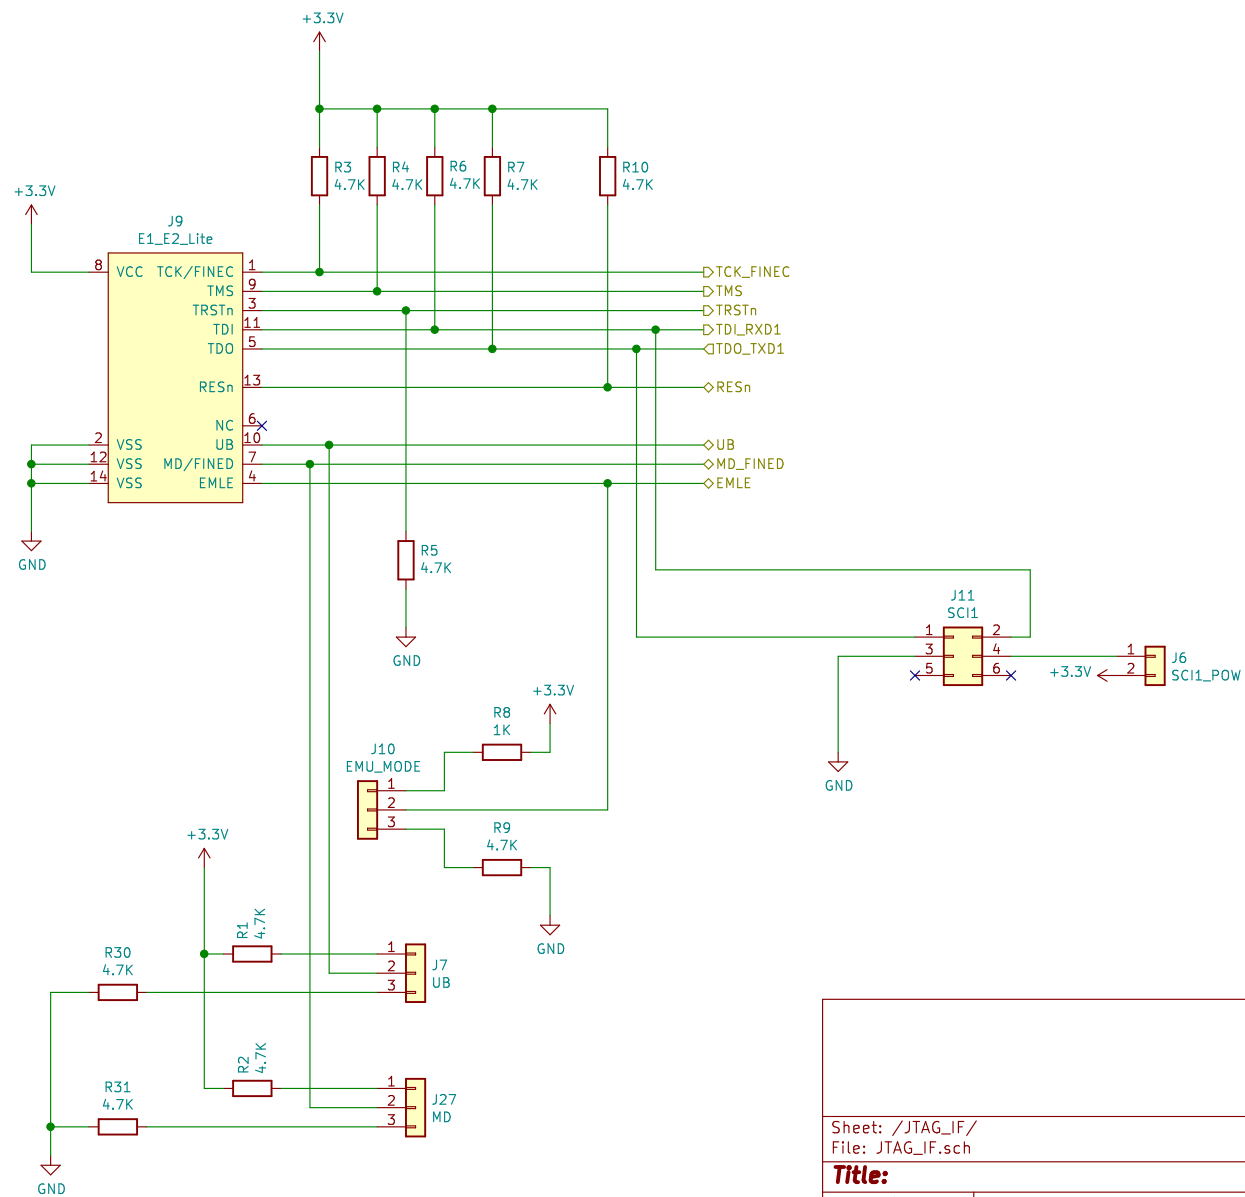 +3.3V
R3
4.7K
R4
4.7K
R6
4.7K
R7
4.7K
R10
4.7K
+3.3V
J9
E1_E2_Lite
8 VCC TCK/FINEC 1 TCK_FINEC
TMS 9 TMS
TRSTn 3 TRSTn
TDI 11 TDI_RXD1
TDO 5 TDO_TXD1
RESn 13 RESn
NC 6
2 VSS UB 10 UB
12 VSS MD/FINED 7 MD_FINED
14 VSS EMLE 4 EMLE
GND
R5
4.7K
GND
J11
SCI1
1 2
3 4
5 6
GND
+3.3V
1
2
J6
SCI1_POW
+3.3V
R8
1K
J10
EMU_MODE
1
2
3
R9
4.7K
GND
+3.3V
R1
4.7K
R30
4.7K
1
2
3
J7
UB
R2
4.7K
R31
4.7K
1
2
3
J27
MD
GND
Sheet: /JTAG_IF/
File: JTAG_IF.sch
Title: